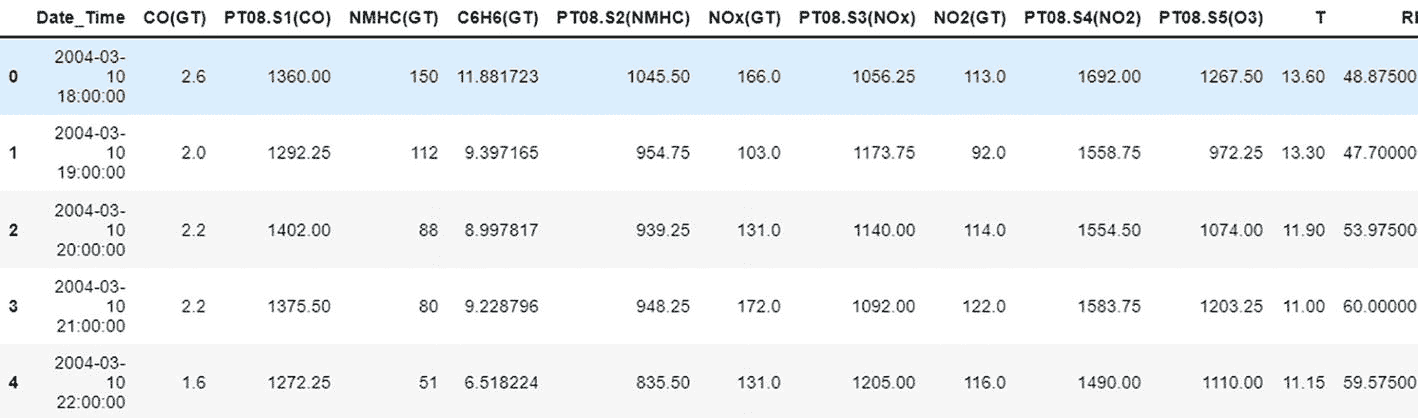 Date_Time CO(GT) PT08.S1(CO) NMHC(GT) C6H6(GT) PT08.S2(NMHC) NOx(GT) PT08.S3(NOx) NO2(GT) PT08.S4(NO2) PT08.S5(O3) T
2004-03-
0 2.6 1360.00 150 11.881723 1045.50 166.0 1056.25 113.0 1692.00 1267.50 13.60 48.87500
10
18:00:00
2004-03-
1 2.0 1292.25 112 9.397165 954.75 103.0 1173.75 92.0 1558.75 972.25 13.30 47.70000
10
19:00:00
2004-03-
2 2.2 1402.00 88 8.997817 939.25 131.0 1140.00 114.0 1554.50 1074.00 11.90 53.97500
10
20:00:00
2004-03-
3 2.2 1375.50 80 9.228796 948.25 172.0 1092.00 122.0 1583.75 1203.25 11.00 60.00000
10
21:00:00
2004-03-
4 1.6 1272.25 51 6.518224 835.50 131.0 1205.00 116.0 1490.00 1110.00 11.15 59.57500
10
22:00:00